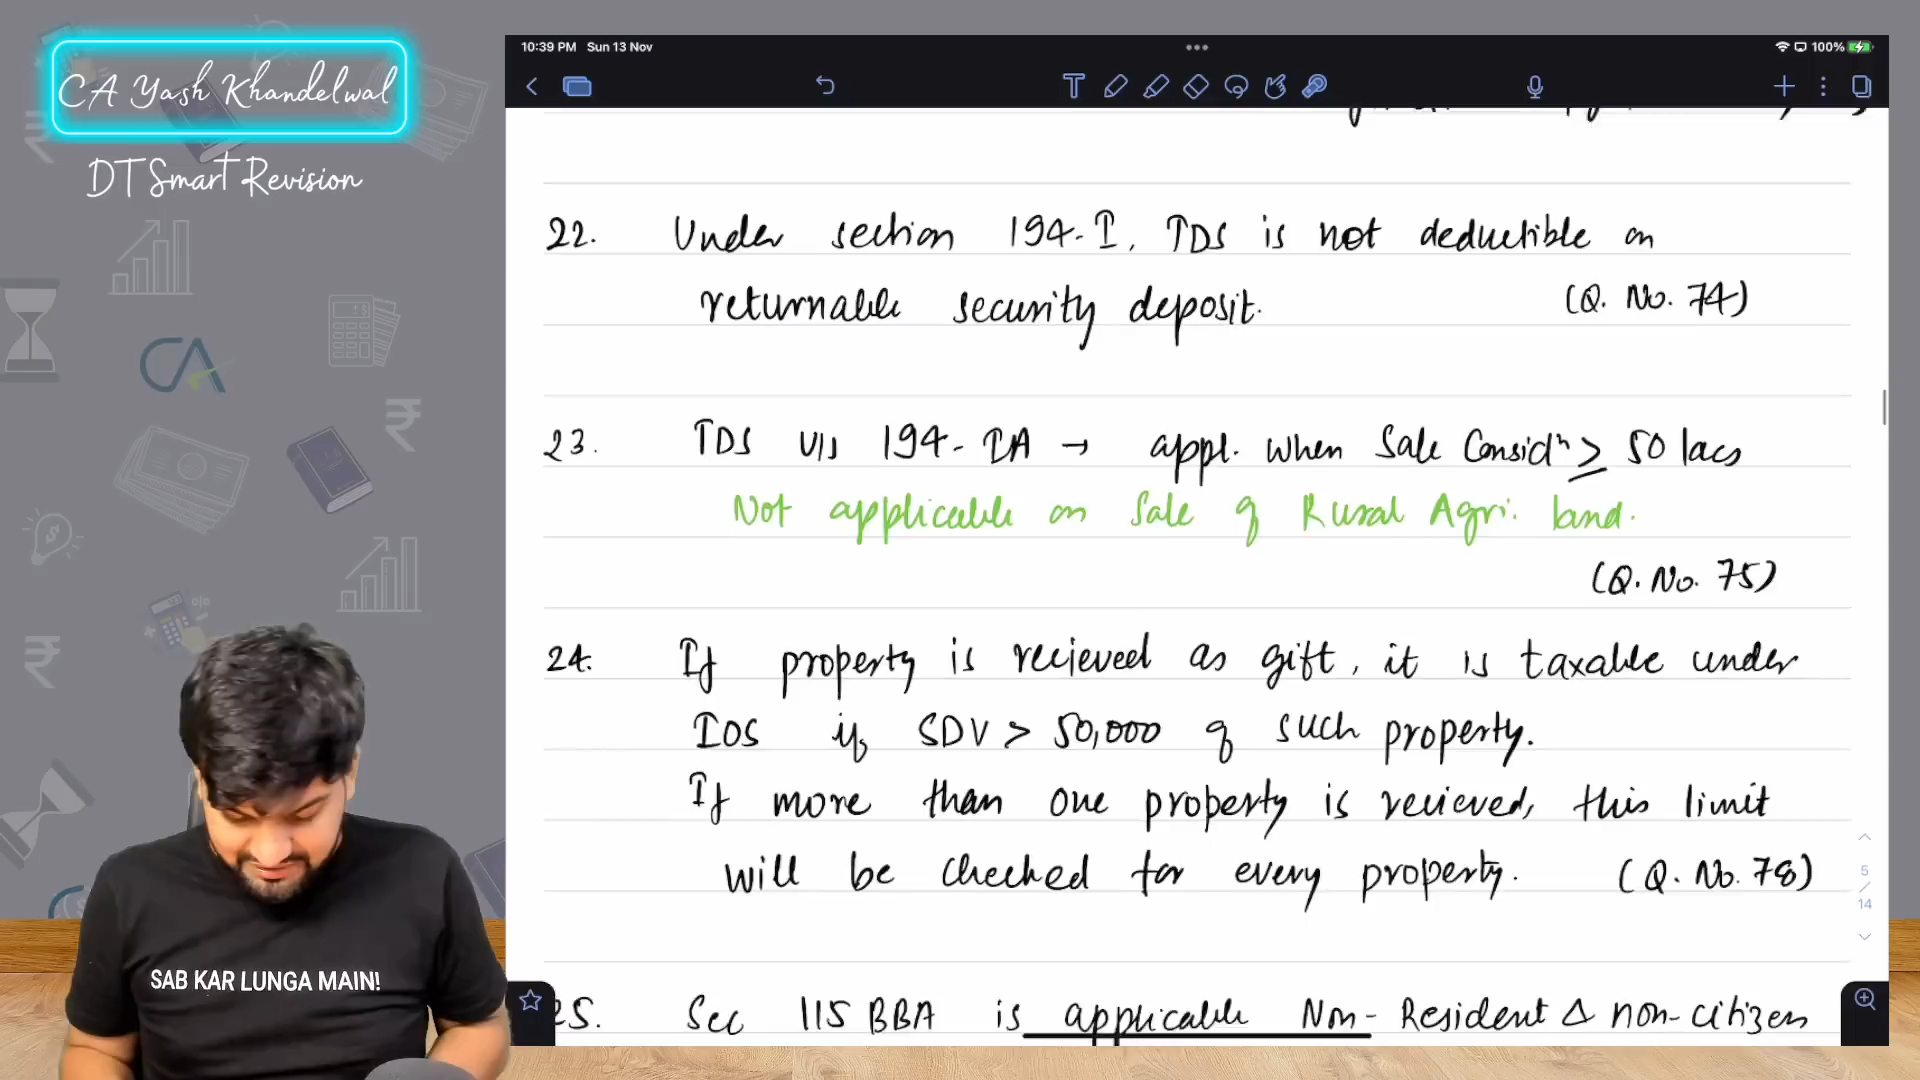 CA Yash Khandelwal
DT Smart Revision
10:39 PM Sun 13 Nov
100%
22. Under section 194-I, TDS is not deductible on
returnable security deposit. (Q. No. 74)
23. TDS u/s 194-IA → appl. when Sale Considⁿ ≥ 50 lacs
Not applicable on Sale of Rural Agri. land.
(Q. No. 75)
24. If property is recieved as gift, it is taxable under
IOS if SDV > 50,000 of such property.
If more than one property is recieved, this limit
will be checked for every property. (Q. No. 78)
5
/
14
25. Sec 115 BBA is applicable Non-Resident & non-citizen
CA
SAB KAR LUNGA MAIN!